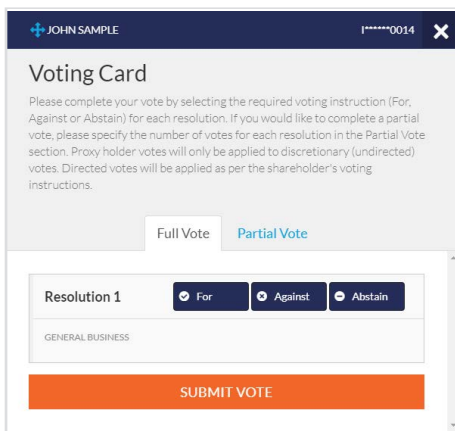 JOHN SAMPLE I******0014
Voting Card
Please complete your vote by selecting the required voting instruction (For,
Against or Abstain) for each resolution. If you would like to complete a partial
vote, please specify the number of votes for each resolution in the Partial Vote
section. Proxy holder votes will only be applied to discretionary (undirected)
votes. Directed votes will be applied as per the shareholder's voting
instructions.
Full Vote Partial Vote
Resolution 1 For Against Abstain
GENERAL BUSINESS
SUBMIT VOTE